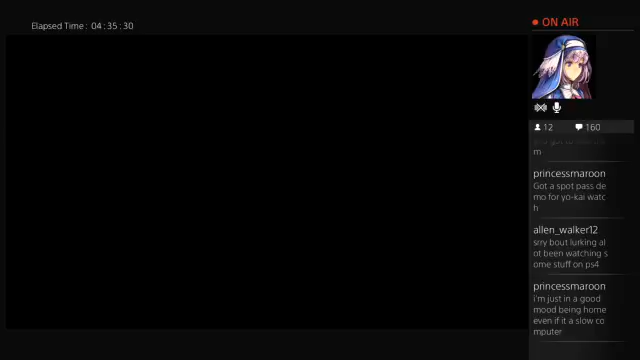 Elapsed Time : 04 : 35 : 30
ON AIR
12
160
m
princessmaroon
Got a spot pass de
mo for yo-kai watc
h
allen_walker12
srry bout lurking al
ot been watching s
ome stuff on ps4
princessmaroon
i'm just in a good
mood being home
even if it a slow co
mputer